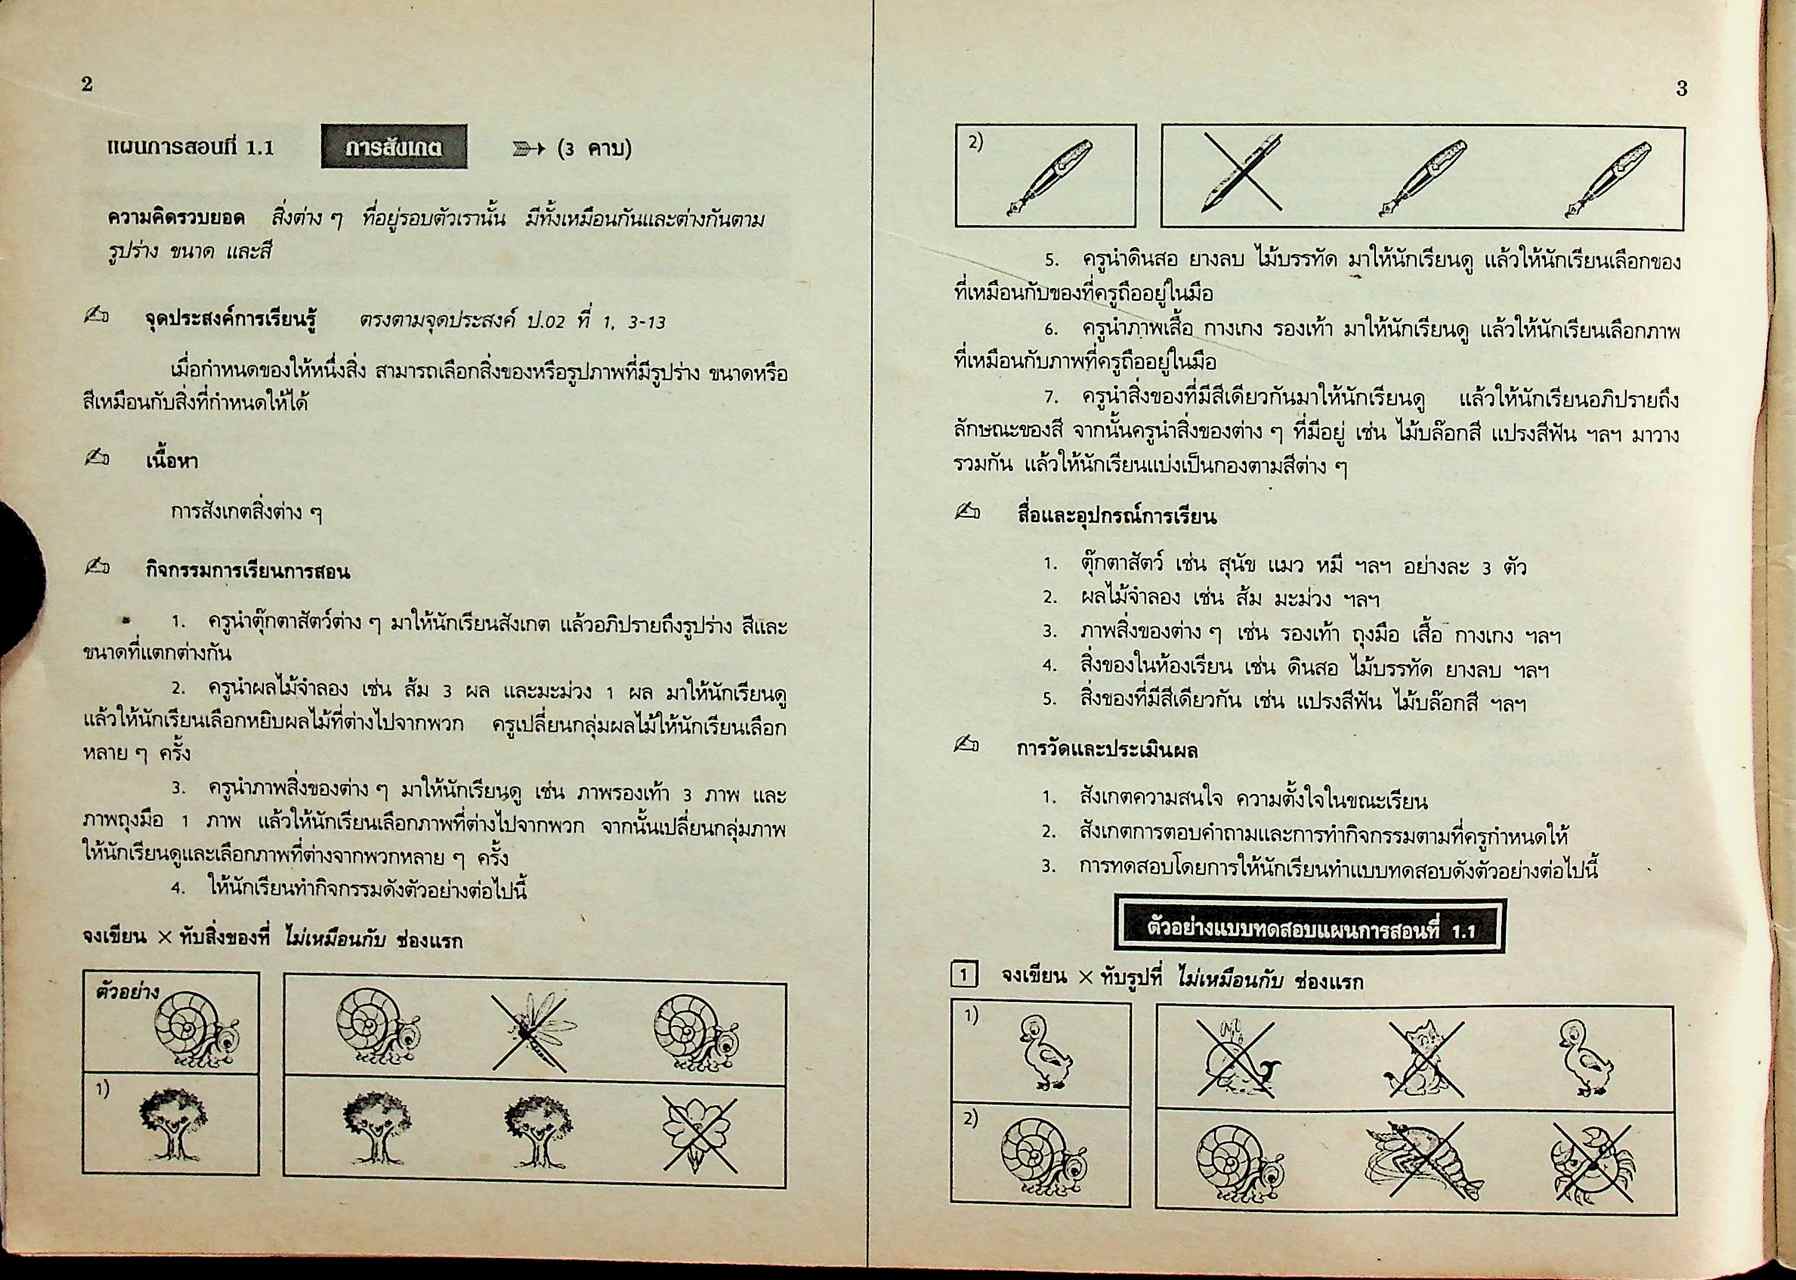 2
แผนการสอนที่ 1.1 การสังเกต (3 คาบ)
ความคิดรวบยอด สิ่งต่าง ๆ ที่อยู่รอบตัวเรานั้น มีทั้งเหมือนกันและต่างกันตาม
รูปร่าง ขนาด และสี
จุดประสงค์การเรียนรู้ ตรงตามจุดประสงค์ ป.02 ที่ 1, 3-13
เมื่อกำหนดของให้หนึ่งสิ่ง สามารถเลือกสิ่งของหรือรูปภาพที่มีรูปร่าง ขนาดหรือ
สีเหมือนกับสิ่งที่กำหนดให้ได้
เนื้อหา
การสังเกตสิ่งต่าง ๆ
กิจกรรมการเรียนการสอน
1. ครูนำตุ๊กตาสัตว์ต่าง ๆ มาให้นักเรียนสังเกต แล้วอภิปรายถึงรูปร่าง สีและ
ขนาดที่แตกต่างกัน
2. ครูนำผลไม้จำลอง เช่น ส้ม 3 ผล และมะม่วง 1 ผล มาให้นักเรียนดู
แล้วให้นักเรียนเลือกหยิบผลไม้ที่ต่างไปจากพวก ครูเปลี่ยนกลุ่มผลไม้ให้นักเรียนเลือก
หลาย ๆ ครั้ง
3. ครูนำภาพสิ่งของต่าง ๆ มาให้นักเรียนดู เช่น ภาพรองเท้า 3 ภาพ และ
ภาพถุงมือ 1 ภาพ แล้วให้นักเรียนเลือกภาพที่ต่างไปจากพวก จากนั้นเปลี่ยนกลุ่มภาพ
ให้นักเรียนดูและเลือกภาพที่ต่างจากพวกหลาย ๆ ครั้ง
4. ให้นักเรียนทำกิจกรรมดังตัวอย่างต่อไปนี้
จงเขียน × ทับสิ่งของที่ ไม่เหมือนกับ ช่องแรก
ตัวอย่าง
1)
3
2)
5. ครูนำดินสอ ยางลบ ไม้บรรทัด มาให้นักเรียนดู แล้วให้นักเรียนเลือกของ
ที่เหมือนกับของที่ครูถืออยู่ในมือ
6. ครูนำภาพเสื้อ กางเกง รองเท้า มาให้นักเรียนดู แล้วให้นักเรียนเลือกภาพ
ที่เหมือนกับภาพที่ครูถืออยู่ในมือ
7. ครูนำสิ่งของที่มีสีเดียวกันมาให้นักเรียนดู แล้วให้นักเรียนอภิปรายถึง
ลักษณะของสี จากนั้นครูนำสิ่งของต่าง ๆ ที่มีอยู่ เช่น ไม้บล๊อกสี แปรงสีฟัน ฯลฯ มาวาง
รวมกัน แล้วให้นักเรียนแบ่งเป็นกองตามสีต่าง ๆ
สื่อและอุปกรณ์การเรียน
1. ตุ๊กตาสัตว์ เช่น สุนัข แมว หมี ฯลฯ อย่างละ 3 ตัว
2. ผลไม้จำลอง เช่น ส้ม มะม่วง ฯลฯ
3. ภาพสิ่งของต่าง ๆ เช่น รองเท้า ถุงมือ เสื้อ กางเกง ฯลฯ
4. สิ่งของในห้องเรียน เช่น ดินสอ ไม้บรรทัด ยางลบ ฯลฯ
5. สิ่งของที่มีสีเดียวกัน เช่น แปรงสีฟัน ไม้บล๊อกสี ฯลฯ
การวัดและประเมินผล
1. สังเกตความสนใจ ความตั้งใจในขณะเรียน
2. สังเกตการตอบคำถามและการทำกิจกรรมตามที่ครูกำหนดให้
3. การทดสอบโดยการให้นักเรียนทำแบบทดสอบดังตัวอย่างต่อไปนี้
ตัวอย่างแบบทดสอบแผนการสอนที่ 1.1
1 จงเขียน × ทับรูปที่ ไม่เหมือนกับ ช่องแรก
1)
2)